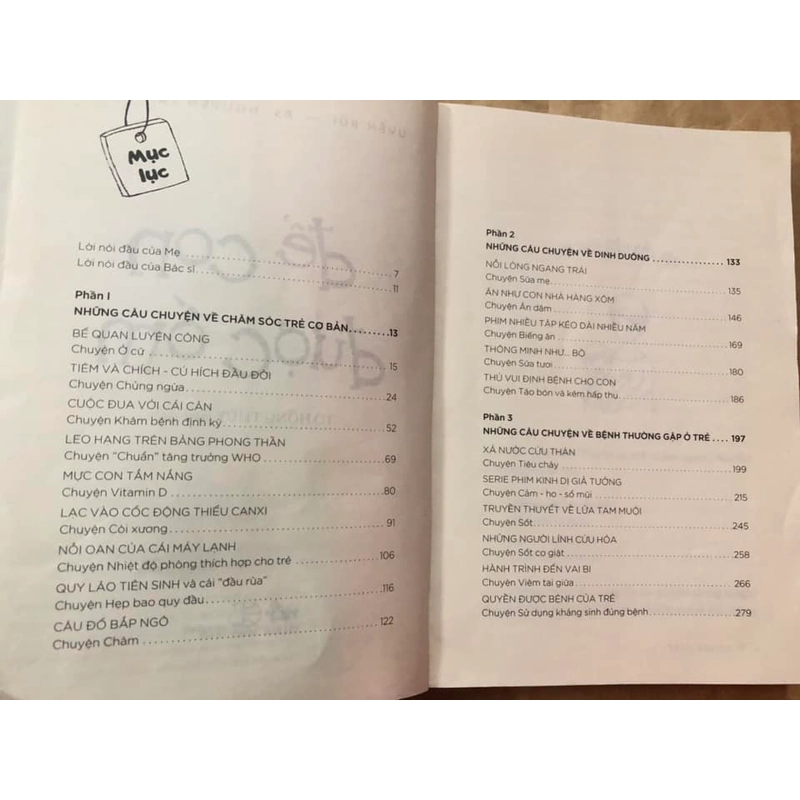 Mục
lục
Lời nói đầu của Mẹ 7
Lời nói đầu của Bác sĩ 11
Phần 1
NHỮNG CÂU CHUYỆN VỀ CHĂM SÓC TRẺ CƠ BẢN 13
BẾ QUAN LUYỆN CÔNG
Chuyện Ở cữ 15
TIÊM VÀ CHÍCH - CÚ HÍCH ĐẦU ĐỜI
Chuyện Chủng ngừa 24
CUỘC ĐUA VỚI CÁI CÂN
Chuyện Khám bệnh định kỳ 52
LEO HẠNG TRÊN BẢNG PHONG THẦN
Chuyện "Chuẩn" tăng trưởng WHO 69
MỰC CON TẮM NẮNG
Chuyện Vitamin D 80
LẠC VÀO CỐC ĐỘNG THIẾU CANXI
Chuyện Còi xương 91
NỖI OAN CỦA CÁI MÁY LẠNH
Chuyện Nhiệt độ phòng thích hợp cho trẻ 106
QUY LÃO TIÊN SINH và cái "đầu rùa"
Chuyện Hẹp bao quy đầu 116
CÂU ĐỐ BẮP NGÔ
Chuyện Chàm 122
Phần 2
NHỮNG CÂU CHUYỆN VỀ DINH DƯỠNG 133
NỖI LÒNG NGANG TRÁI
Chuyện Sữa mẹ 135
ĂN NHƯ CON NHÀ HÀNG XÓM
Chuyện Ăn dặm 146
PHIM NHIỀU TẬP KÉO DÀI NHIỀU NĂM
Chuyện Biếng ăn 169
THÔNG MINH NHƯ... BÒ
Chuyện Sữa tươi 180
THÚ VUI ĐỊNH BỆNH CHO CON
Chuyện Táo bón và kém hấp thụ 186
Phần 3
NHỮNG CÂU CHUYỆN VỀ BỆNH THƯỜNG GẶP Ở TRẺ 197
XẢ NƯỚC CỨU THÂN
Chuyện Tiêu chảy 199
SERIE PHIM KINH DỊ GIẢ TƯỞNG
Chuyện Cảm - ho - sổ mũi 215
TRUYỀN THUYẾT VỀ LỬA TAM MUỘI
Chuyện Sốt 245
NHỮNG NGƯỜI LÍNH CỨU HỎA
Chuyện Sốt co giật 258
HÀNH TRÌNH ĐẾN VAI BI
Chuyện Viêm tai giữa 266
QUYỀN ĐƯỢC BỆNH CỦA TRẺ
Chuyện Sử dụng kháng sinh đúng bệnh 279